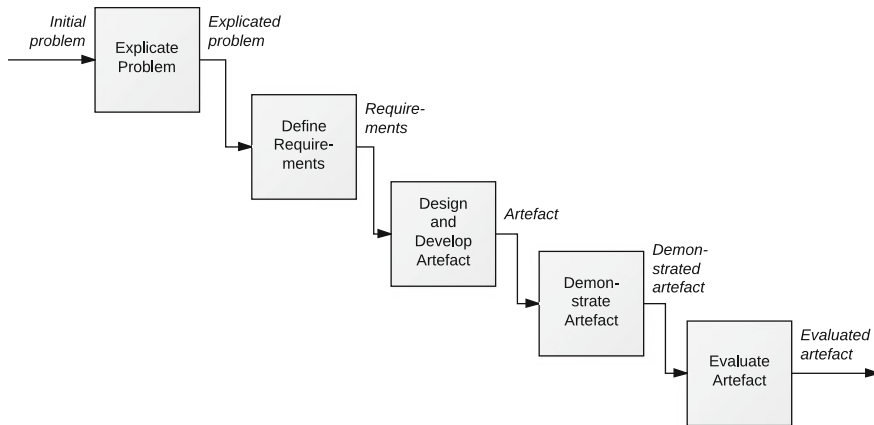 Initial
problem
Explicate
Problem
Explicated
problem
Define
Require-
ments
Require-
ments
Design
and
Develop
Artefact
Artefact
Demon-
strate
Artefact
Demon-
strated
artefact
Evaluate
Artefact
Evaluated
artefact